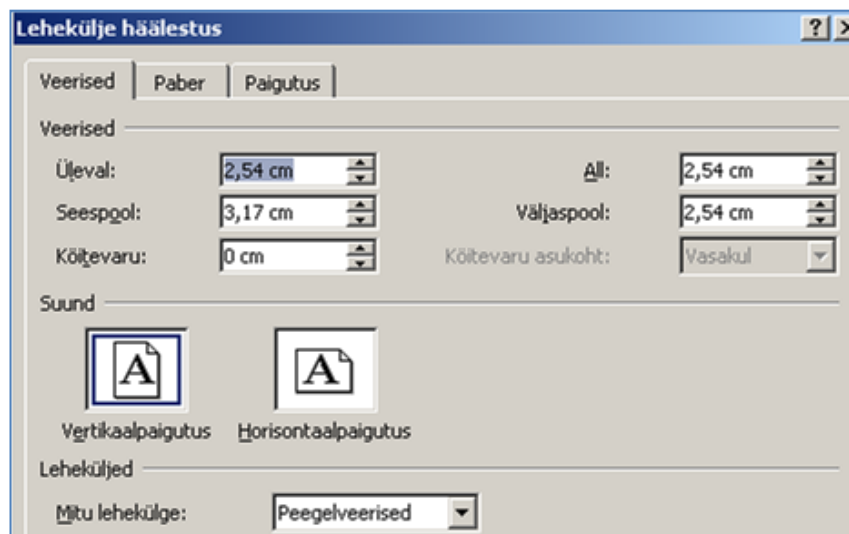 Lehekülje häälestus
Veerised Paber Paigutus
Veerised
Üleval: 2,54 cm All: 2,54 cm
Seespool: 3,17 cm Väljaspool: 2,54 cm
Köitevaru: 0 cm Köitevaru asukoht: Vasakul
Suund
A A
Vertikaalpaigutus Horisontaalpaigutus
Leheküljed
Mitu lehekülge: Peegelveerised